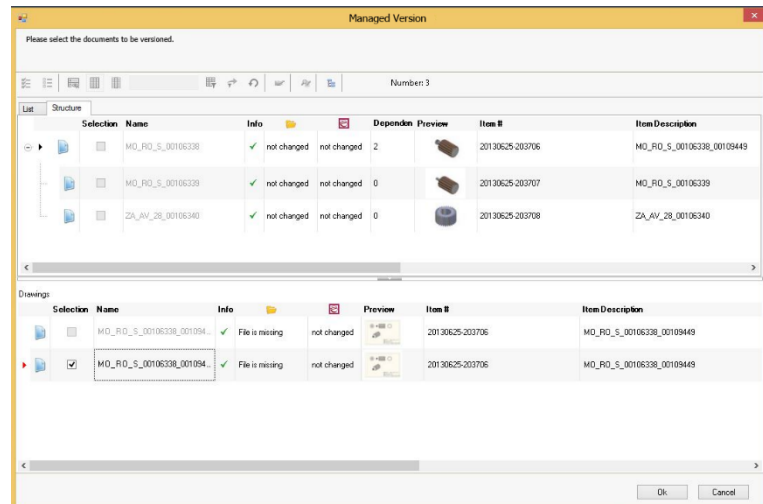 Managed Version
Please select the documents to be versioned.
Number: 3
List Structure
Selection Name Info Dependen Preview Item # Item Description
MO_RO_S_00106338 not changed not changed 2 20130625-203706 MO_RO_S_00106338_00109449
MO_RO_S_00106339 not changed not changed 0 20130625-203707 MO_RO_S_00106339
ZA_AV_28_00106340 not changed not changed 0 20130625-203708 ZA_AV_28_00106340
Drawings
Selection Name Info Preview Item # Item Description
MO_RO_S_00106338_001094... File is missing not changed 20130625-203706 MO_RO_S_00106338_00109449
MO_RO_S_00106338_001094... File is missing not changed 20130625-203706 MO_RO_S_00106338_00109449
Ok Cancel